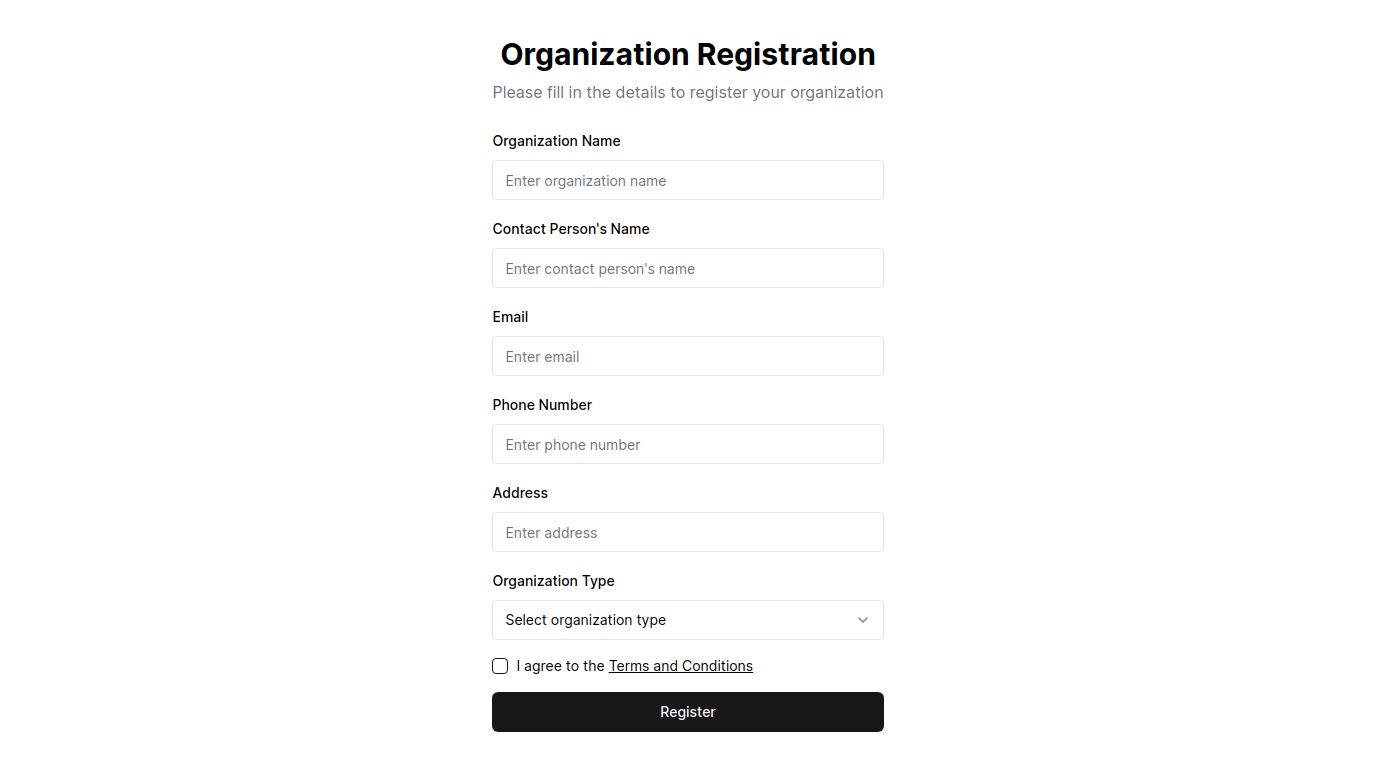 Organization Registration
Please fill in the details to register your organization
Organization Name
Enter organization name
Contact Person's Name
Enter contact person's name
Email
Enter email
Phone Number
Enter phone number
Address
Enter address
Organization Type
Select organization type
I agree to the Terms and Conditions
Register